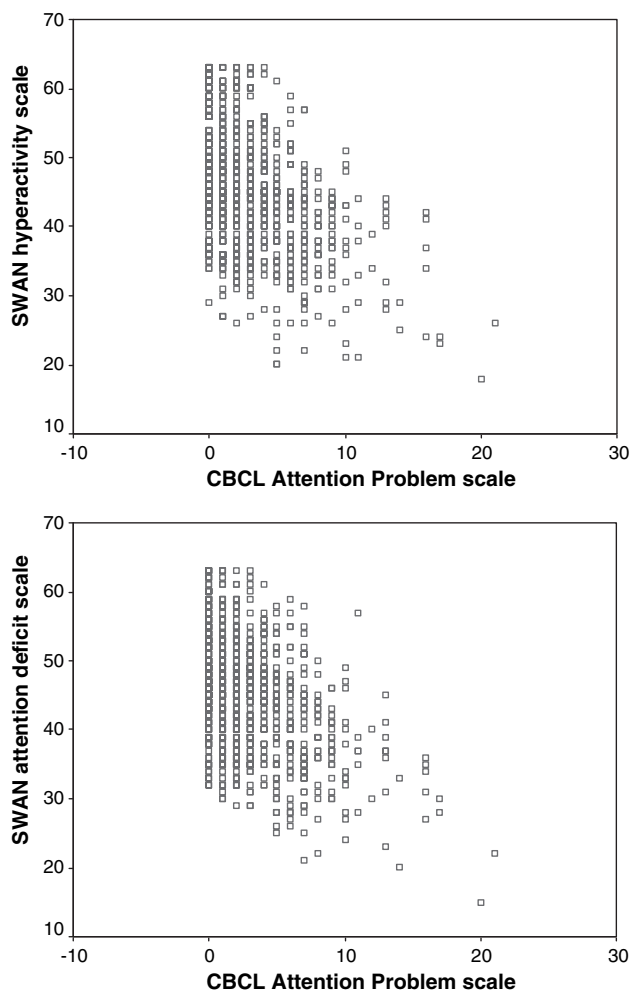 70
60
50
40
30
20
10
SWAN hyperactivity scale
-10 0 10 20 30
CBCL Attention Problem scale
70
60
50
40
30
20
10
SWAN attention deficit scale
-10 0 10 20 30
CBCL Attention Problem scale